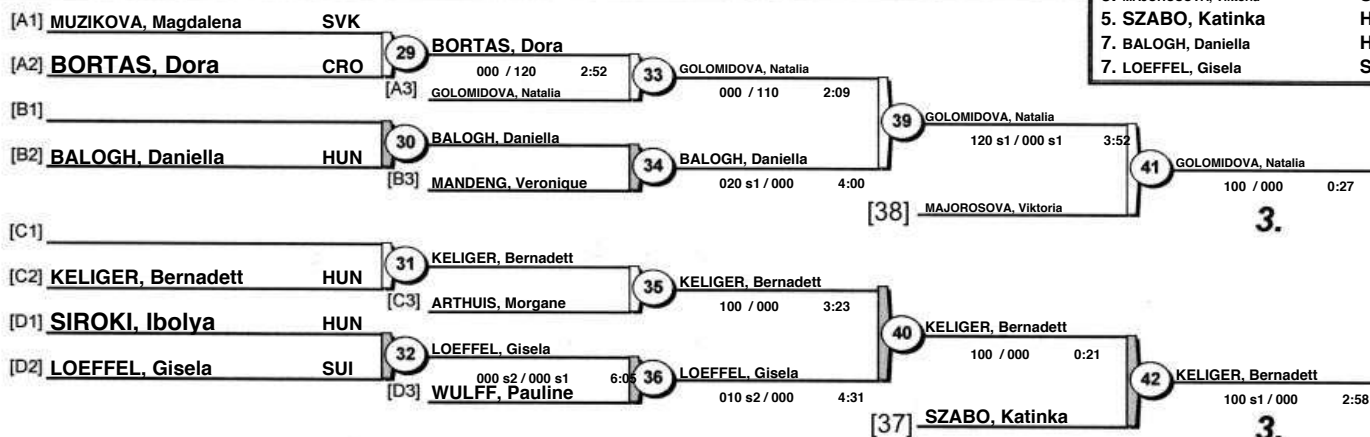 [A1] MUZIKOVA, Magdalena SVK
[A2] BORTAS, Dora CRO
29
BORTAS, Dora
000 / 120 2:52
[A3] GOLOMIDOVA, Natalia
33
GOLOMIDOVA, Natalia
000 / 110 2:09
[B1]
[B2] BALOGH, Daniella HUN
30
BALOGH, Daniella
[B3] MANDENG, Veronique
34
BALOGH, Daniella
020 s1 / 000 4:00
39
GOLOMIDOVA, Natalia
120 s1 / 000 s1 3:52
[38] MAJOROSOVA, Viktoria
41
GOLOMIDOVA, Natalia
100 / 000 0:27
3.
[C1]
[C2] KELIGER, Bernadett HUN
31
KELIGER, Bernadett
[C3] ARTHUIS, Morgane
35
KELIGER, Bernadett
100 / 000 3:23
[D1] SIROKI, Ibolya HUN
[D2] LOEFFEL, Gisela SUI
32
LOEFFEL, Gisela
000 s2 / 000 s1 6:05
[D3] WULFF, Pauline
36
LOEFFEL, Gisela
010 s2 / 000 4:31
40
KELIGER, Bernadett
100 / 000 0:21
[37] SZABO, Katinka
42
KELIGER, Bernadett
100 s1 / 000 2:58
3.
5. SZABO, Katinka H
7. BALOGH, Daniella H
7. LOEFFEL, Gisela S